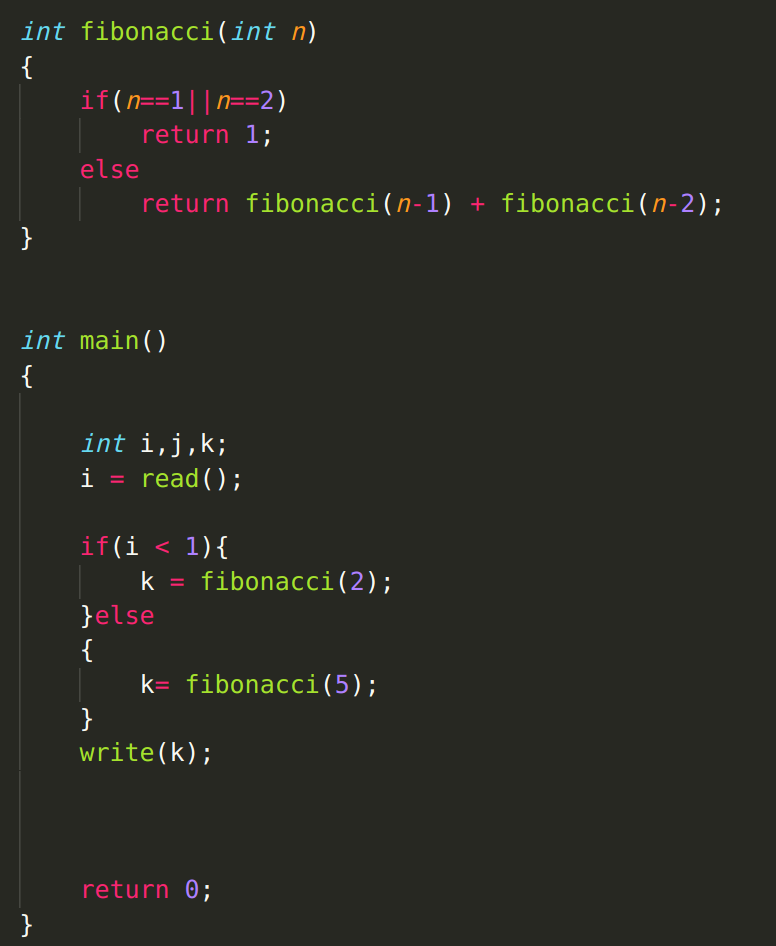 int fibonacci(int n)
{
    if(n==1||n==2)
        return 1;
    else
        return fibonacci(n-1) + fibonacci(n-2);
}
int main()
{
    int i,j,k;
    i = read();
    if(i < 1){
        k = fibonacci(2);
    }else
    {
        k= fibonacci(5);
    }
    write(k);
    return 0;
}